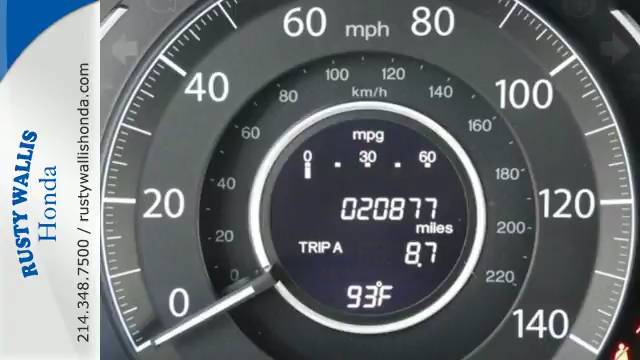 RUSTY WALLIS
Honda
214.348.7500 / rustywallishonda.com
mph
0
20
40
60
80
100
120
140
km/h
0
20
40
60
80
100
120
140
160
180
200
220
mpg
0 30 60
020877
miles
TRIP A 8.7
93°F